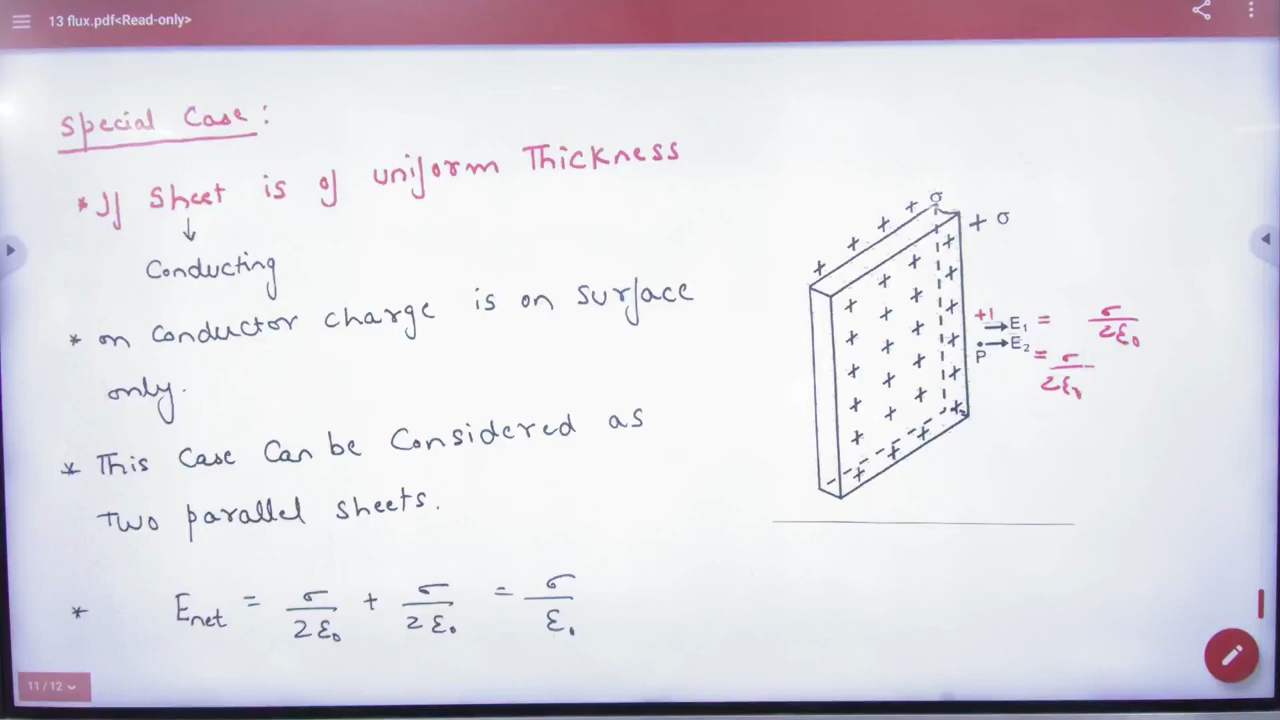 13 flux.pdf<Read-only>
Special Case:
* If Sheet is of uniform Thickness
↓
Conducting
* on conductor charge is on surface
only.
* This Case Can be Considered as
Two parallel sheets.
* Enet = σ/2ε₀ + σ/2ε₀ = σ/ε₀
σ
+ σ
+1 E₁ = σ/2ε₀
P E₂ = σ/2ε₀
11 / 12